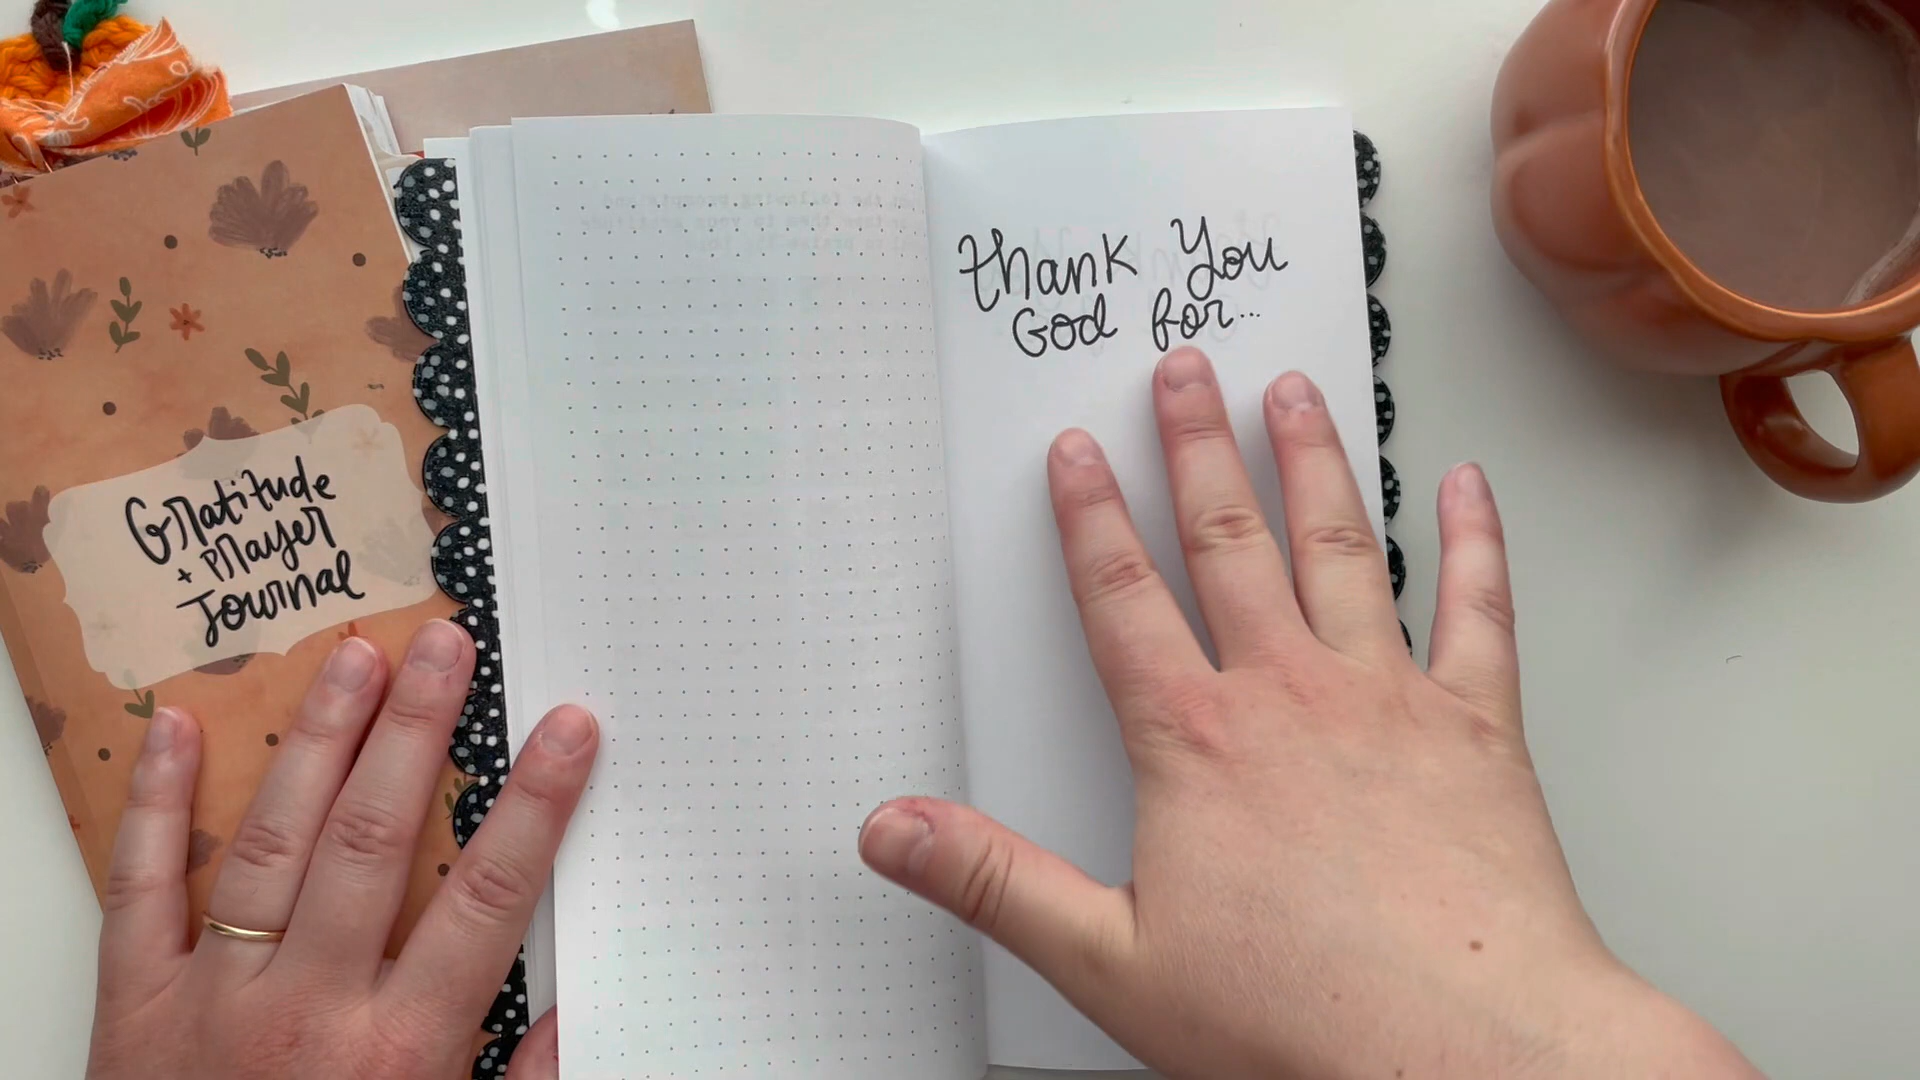 Gratitude
+ Prayer
Journal
Thank You
God for...